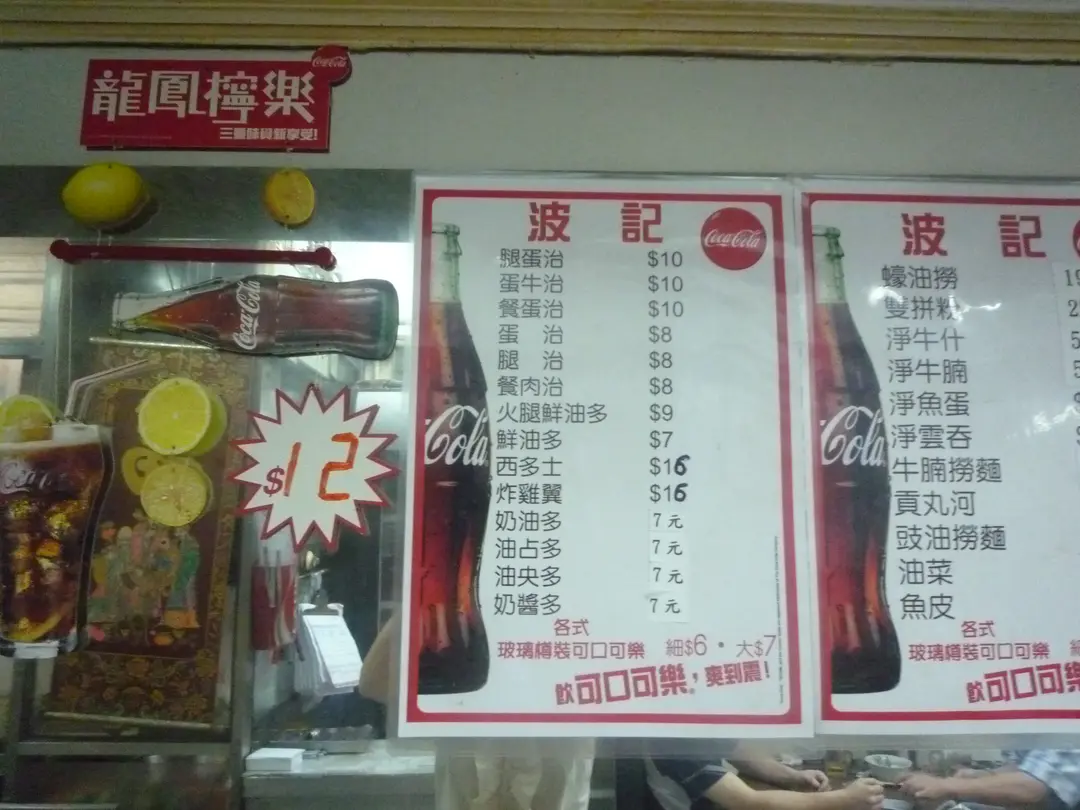 Coca-Cola
龍鳳檸樂
三重味覺新享受!
Coca-Cola
$12
波記
Coca-Cola
腿蛋治 $10
蛋牛治 $10
餐蛋治 $10
蛋 治 $8
腿 治 $8
餐肉治 $8
火腿鮮油多 $9
鮮油多 $7
西多士 $16
炸雞翼 $16
奶油多 7元
油占多 7元
油央多 7元
奶醬多 7元
各式
玻璃樽裝可口可樂 細$6・大$7
飲可口可樂,爽到震!
Cola
波記
蠔油撈
雙拼粉
淨牛什
淨牛腩
淨魚蛋
淨雲吞
牛腩撈麵
貢丸河
豉油撈麵
油菜
魚皮
各式
玻璃樽裝可口可樂
飲可口可樂
Cola